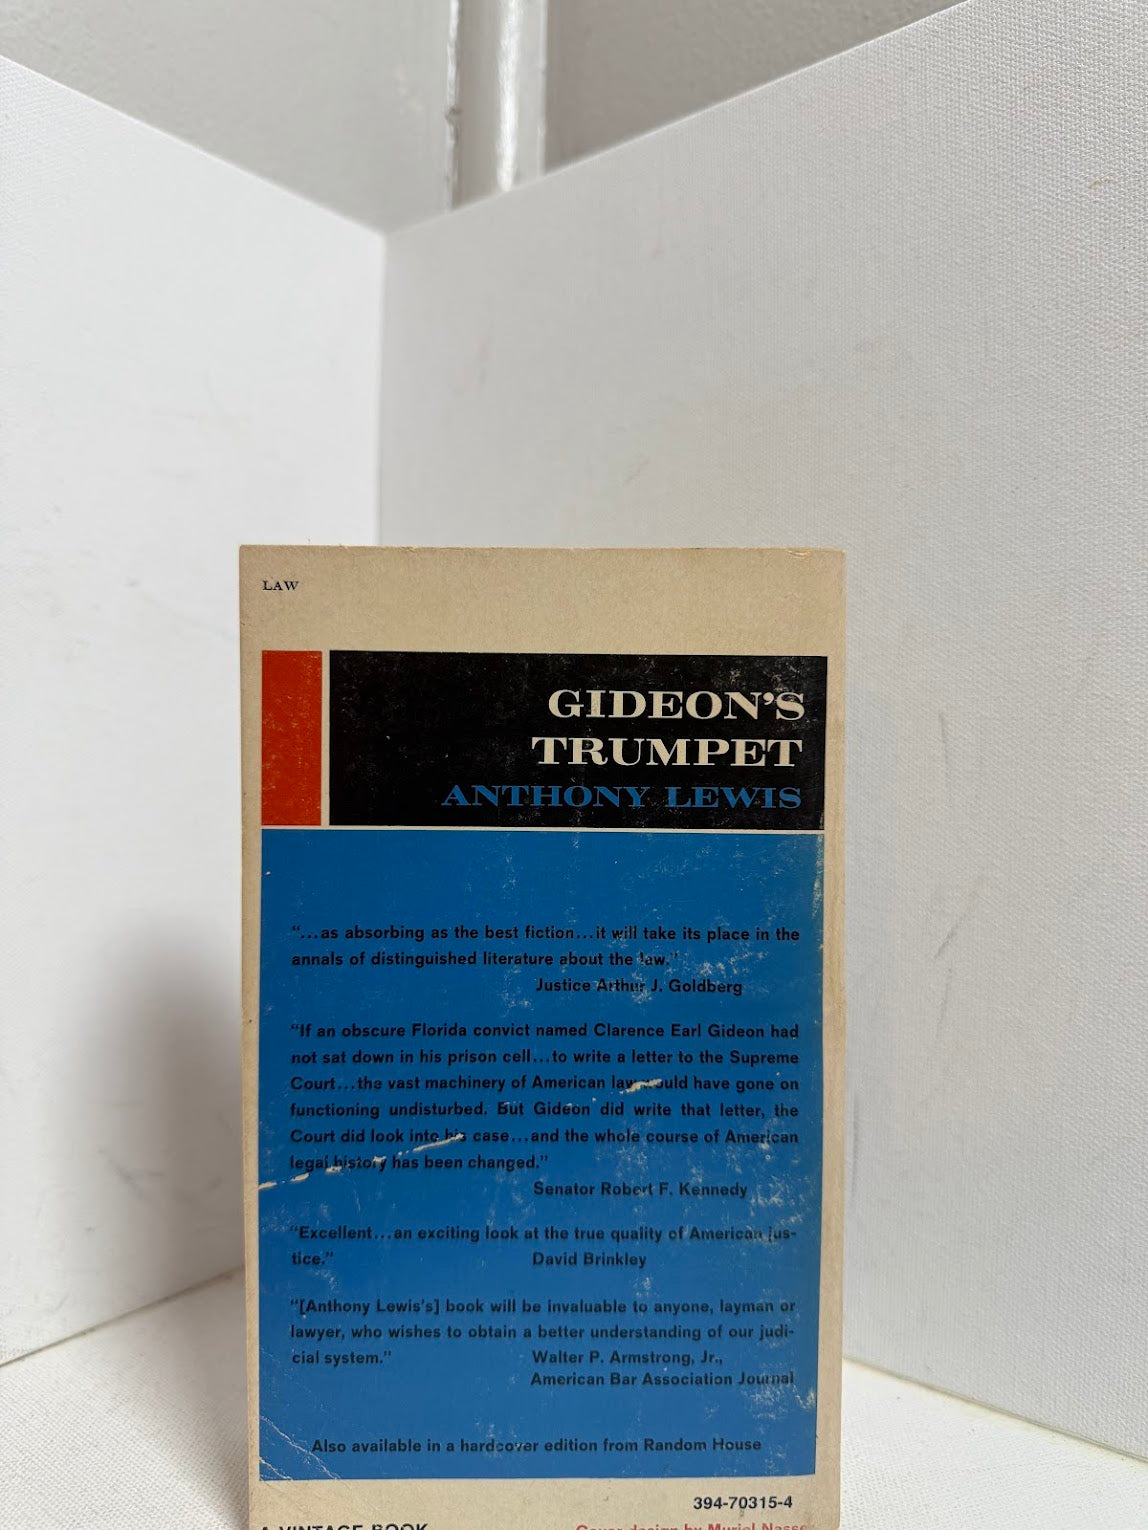 LAW
GIDEON'S
TRUMPET
ANTHONY LEWIS
"...as absorbing as the best fiction...it will take its place in the
annals of distinguished literature about the law."
Justice Arthur J. Goldberg
"If an obscure Florida convict named Clarence Earl Gideon had
not sat down in his prison cell...to write a letter to the Supreme
Court...the vast machinery of American law would have gone on
functioning undisturbed. But Gideon did write that letter, the
Court did look into his case...and the whole course of American
legal history has been changed."
Senator Robert F. Kennedy
"Excellent...an exciting look at the true quality of American jus-
tice." David Brinkley
"[Anthony Lewis's] book will be invaluable to anyone, layman or
lawyer, who wishes to obtain a better understanding of our judi-
cial system." Walter P. Armstrong, Jr.,
American Bar Association Journal
Also available in a hardcover edition from Random House
394-70315-4
A VINTAGE BOOK Cover design by Muriel